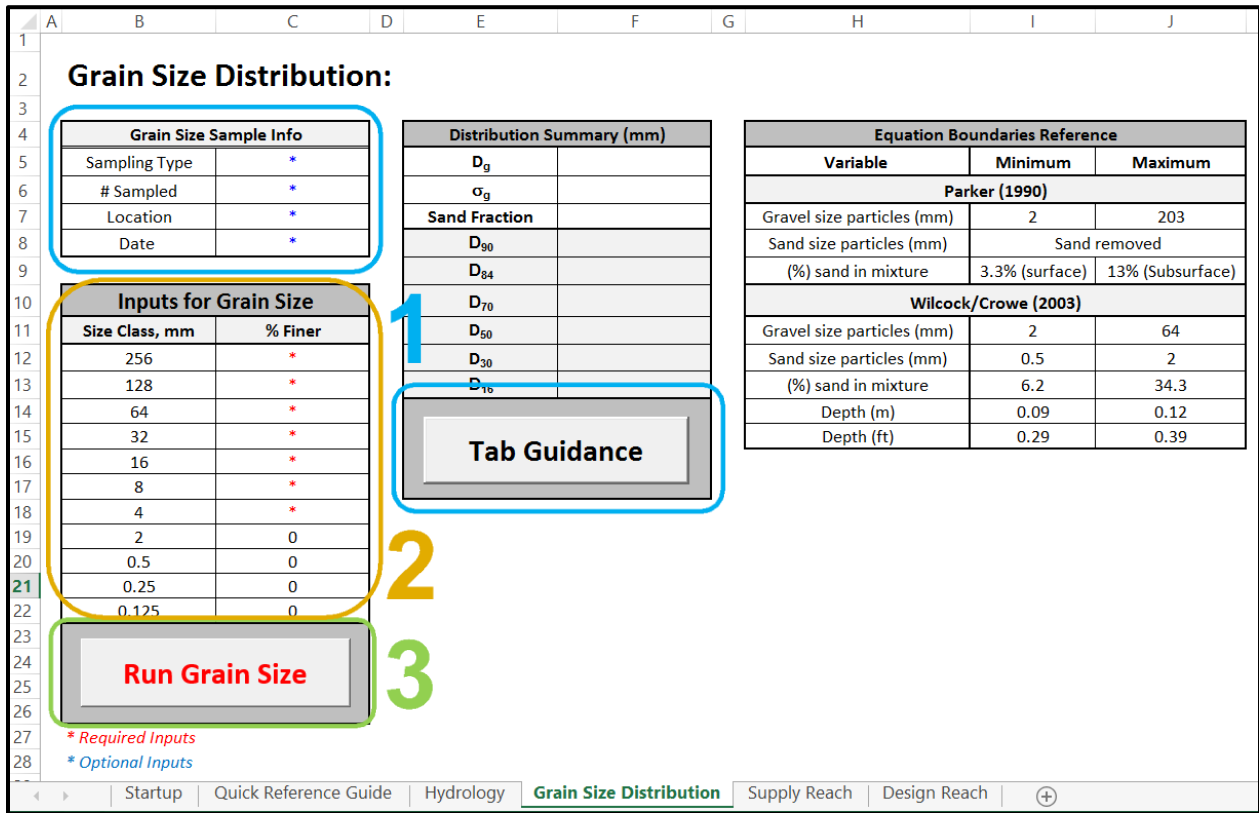 A B C D E F G H I J
1
2 Grain Size Distribution:
3
4 Grain Size Sample Info Distribution Summary (mm) Equation Boundaries Reference
5 Sampling Type * Dg Variable Minimum Maximum
6 # Sampled * σg Parker (1990)
7 Location * Sand Fraction Gravel size particles (mm) 2 203
8 Date * D90 Sand size particles (mm) Sand removed
9 D84 (%) sand in mixture 3.3% (surface) 13% (Subsurface)
10 Inputs for Grain Size D70 Wilcock/Crowe (2003)
1
11 Size Class, mm % Finer D50 Gravel size particles (mm) 2 64
12 256 * D30 Sand size particles (mm) 0.5 2
13 128 * D16 (%) sand in mixture 6.2 34.3
14 64 * Depth (m) 0.09 0.12
15 32 * Depth (ft) 0.29 0.39
Tab Guidance
16 16 *
17 8 *
18 4 *
19 2 0
20 0.5 0
2
21 0.25 0
22 0.125 0
23
24
Run Grain Size
3
25
26
27 * Required Inputs
28 * Optional Inputs
Startup Quick Reference Guide Hydrology Grain Size Distribution Supply Reach Design Reach